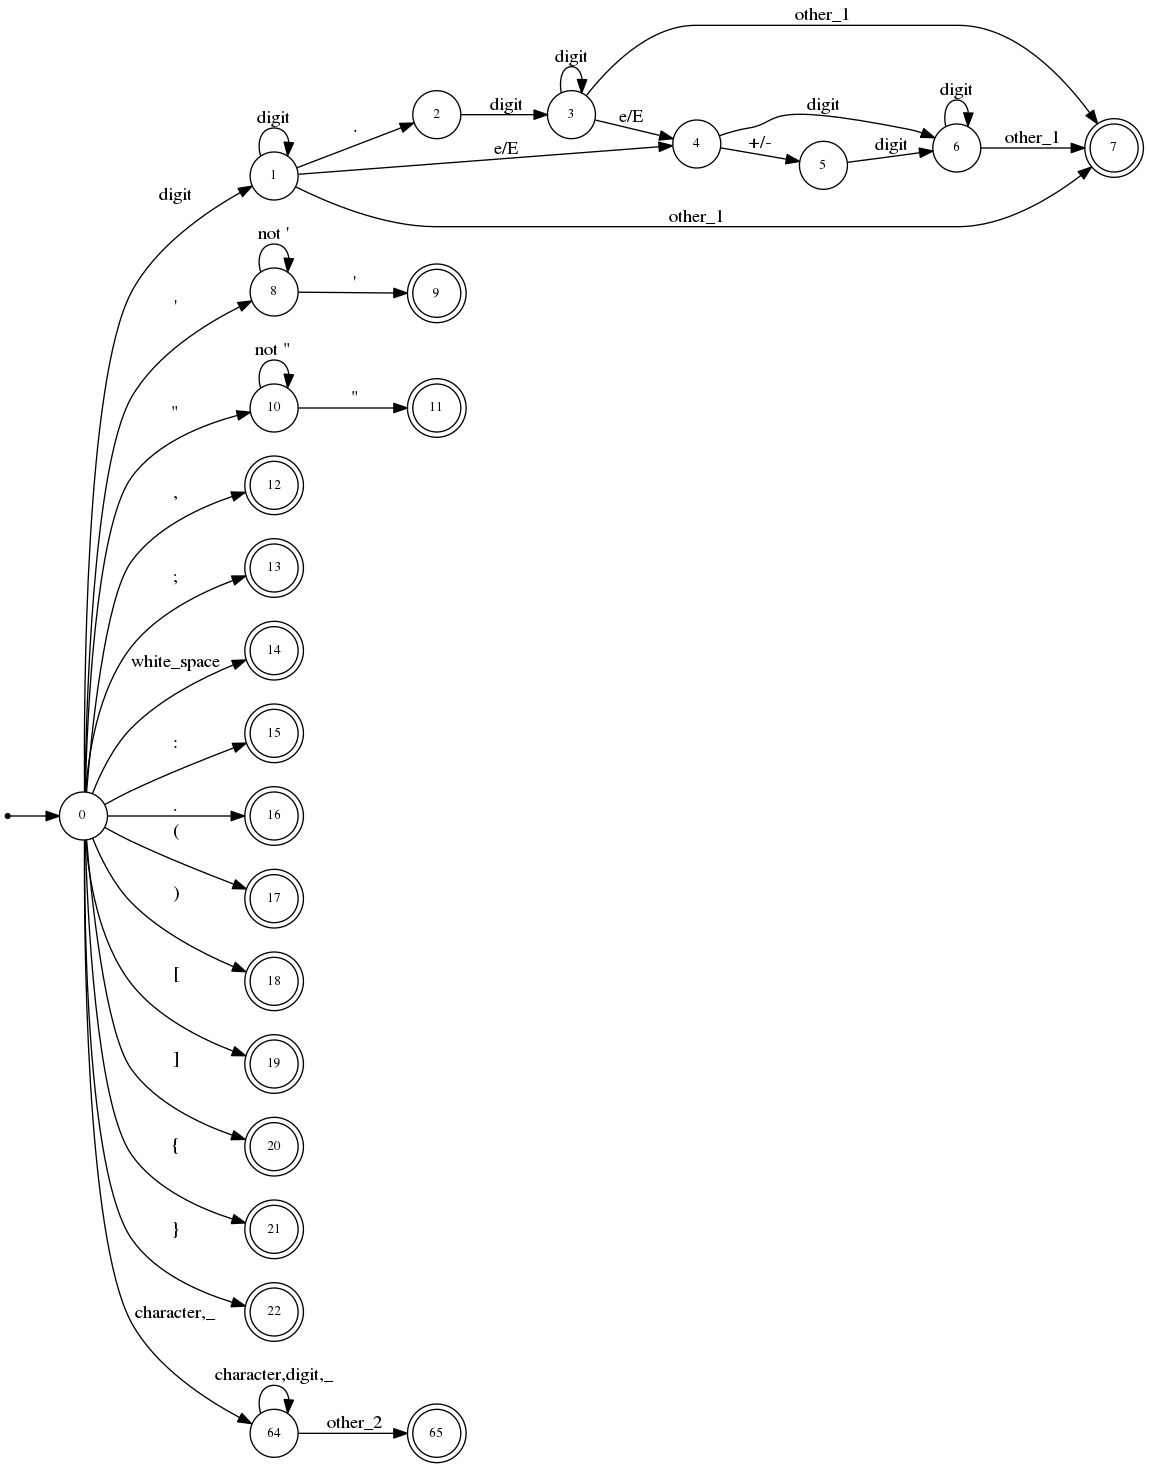 other_1
digit
digit
e/E
digit
digit
2
digit
3
.
e/E
4
+/-
5
digit
6
other_1
7
1
digit
other_1
not '
'
8
'
9
not "
"
10
"
11
,
12
;
13
white_space
14
:
15
.
16
0
(
17
)
18
[
19
]
20
{
21
}
22
character,_
character,digit,_
64
other_2
65